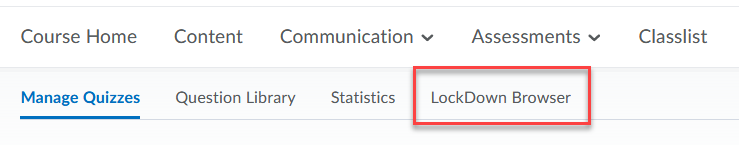 Course Home Content Communication Assessments Classlist
Manage Quizzes Question Library Statistics LockDown Browser